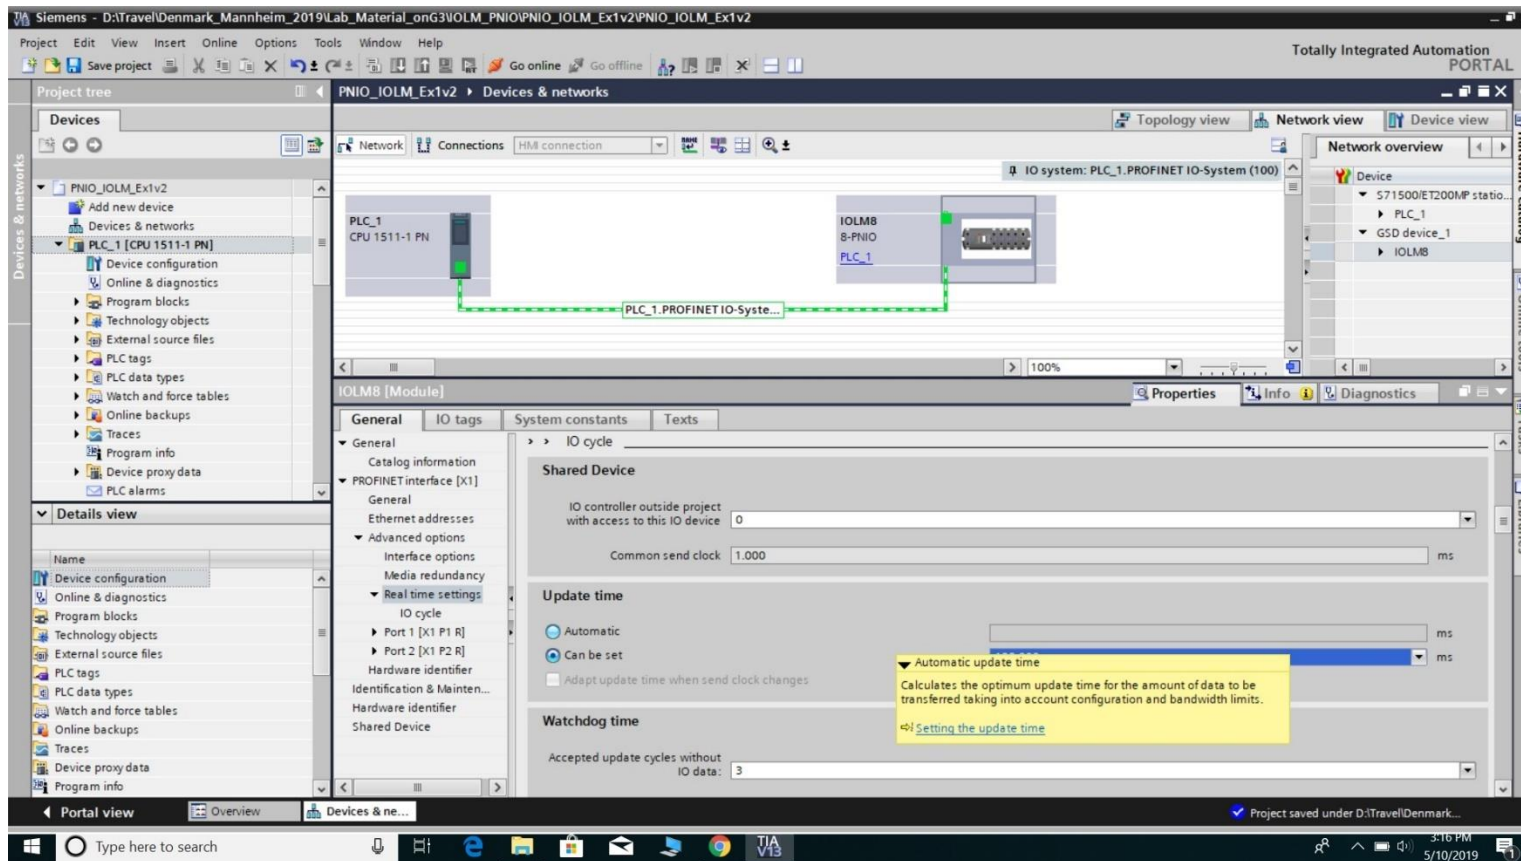 Siemens - D:\Travel\Denmark_Mannheim_2019\Lab_Material_onG3\IOLM_PNIO\PNIO_IOLM_Ex1v2\PNIO_IOLM_Ex1v2
Project Edit View Insert Online Options Tools Window Help
Totally Integrated Automation
PORTAL
Save project Go online Go offline
Project tree
PNIO_IOLM_Ex1v2 Devices & networks
Devices
Topology view Network view Device view
Network Connections HMI connection
Network overview
IO system: PLC_1.PROFINET IO-System (100)
Device
S71500/ET200MP statio...
PLC_1
GSD device_1
IOLM8
PNIO_IOLM_Ex1v2
Add new device
Devices & networks
PLC_1 [CPU 1511-1 PN]
Device configuration
Online & diagnostics
Program blocks
Technology objects
External source files
PLC tags
PLC data types
Watch and force tables
Online backups
Traces
Program info
Device proxy data
PLC alarms
PLC_1
CPU 1511-1 PN
IOLM8
8-PNIO
PLC_1
PLC_1.PROFINET IO-Syste...
100%
Devices & networks
Hardware catalog
Online tools
Tasks
Libraries
IOLM8 [Module]
Properties Info Diagnostics
General IO tags System constants Texts
General
Catalog information
PROFINET interface [X1]
General
Ethernet addresses
Advanced options
Interface options
Media redundancy
Real time settings
IO cycle
Port 1 [X1 P1 R]
Port 2 [X1 P2 R]
Hardware identifier
Identification & Mainten...
Hardware identifier
Shared Device
> > IO cycle
Shared Device
IO controller outside project
with access to this IO device 0
Common send clock 1.000 ms
Update time
Automatic ms
Can be set ms
Adapt update time when send clock changes
Automatic update time
Calculates the optimum update time for the amount of data to be
transferred taking into account configuration and bandwidth limits.
Setting the update time
Watchdog time
Accepted update cycles without
IO data: 3
Details view
Name
Device configuration
Online & diagnostics
Program blocks
Technology objects
External source files
PLC tags
PLC data types
Watch and force tables
Online backups
Traces
Device proxy data
Program info
Portal view Overview Devices & ne...
Project saved under D:\Travel\Denmark...
Type here to search
TIA
V13
3:16 PM
5/10/2019
1